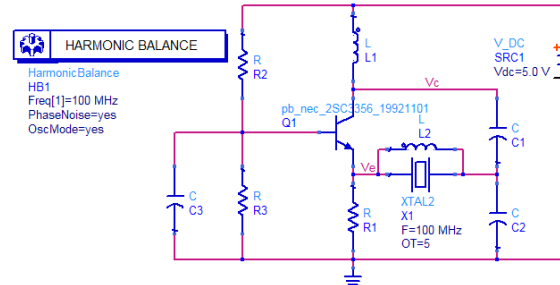 HARMONIC BALANCE
HarmonicBalance
HB1
Freq[1]=100 MHz
PhaseNoise=yes
OscMode=yes
R
R2
L
L1
V_DC
SRC1
Vdc=5.0 V
Vc
pb_nec_2SC3356_19921101
Q1
L
L2
C
C1
Ve
C
C3
R
R3
R
R1
XTAL2
X1
F=100 MHz
OT=5
C
C2